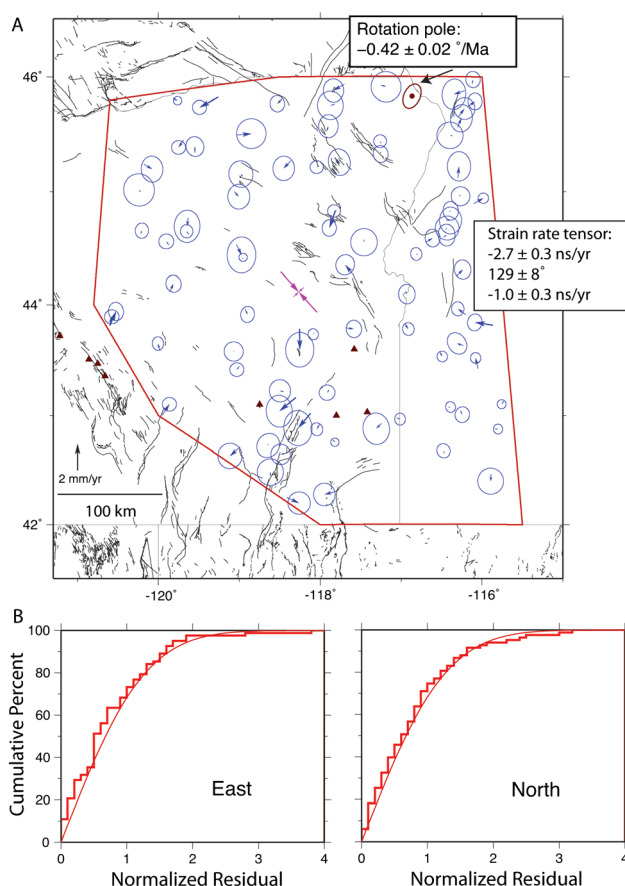 A
Rotation pole:
−0.42 ± 0.02 °/Ma
46°
Strain rate tensor:
-2.7 ± 0.3 ns/yr
129 ± 8°
-1.0 ± 0.3 ns/yr
44°
2 mm/yr
100 km
42°
-120° -118° -116°
B
Cumulative Percent
100
80
60
40
20
0
East
North
0 1 2 3 4
0 1 2 3 4
Normalized Residual
Normalized Residual